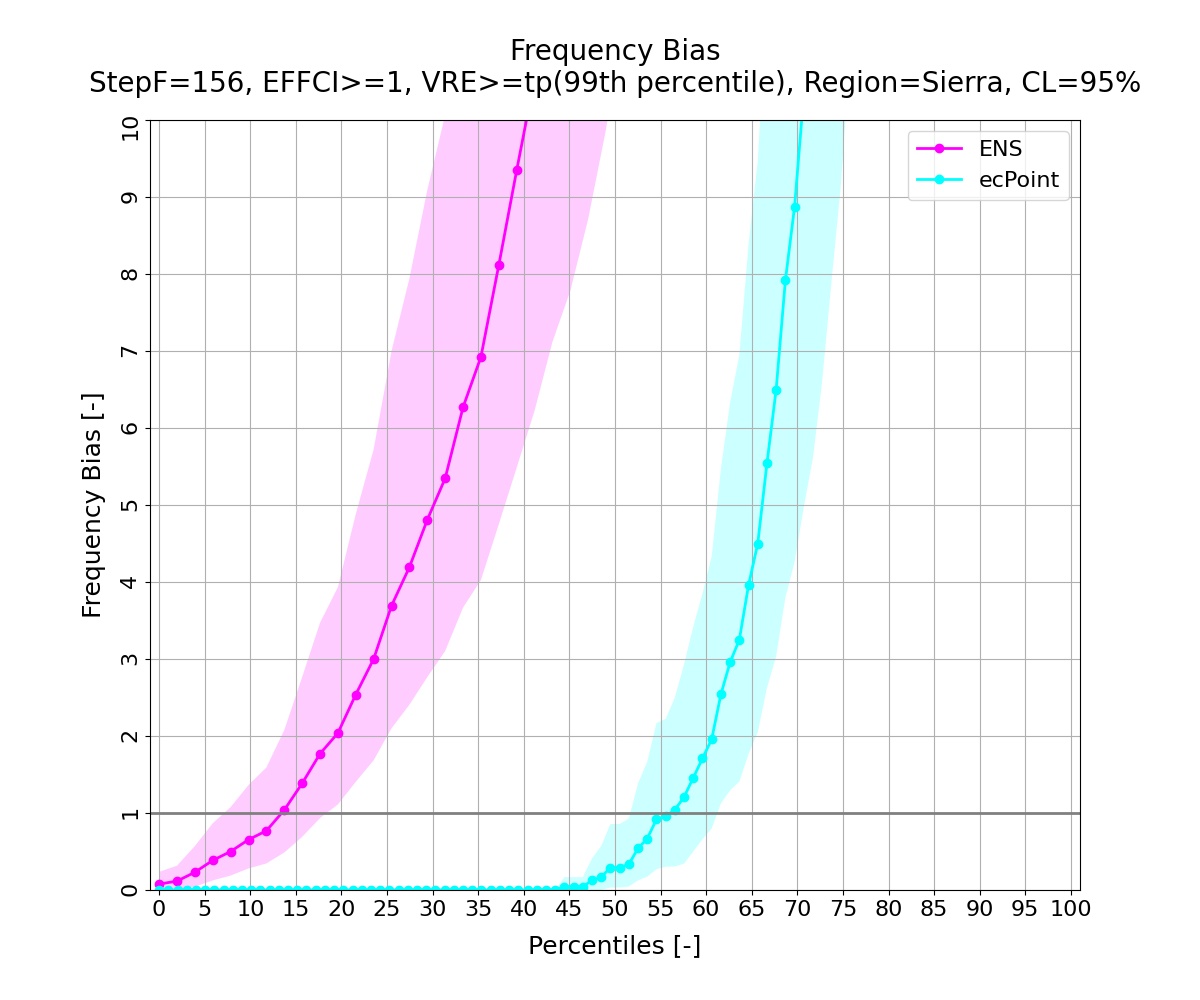 Frequency Bias
StepF=156, EFFCI>=1, VRE>=tp(99th percentile), Region=Sierra, CL=95%
ENS
ecPoint
Frequency Bias [-]
10
9
8
7
6
5
4
3
2
1
0
0 5 10 15 20 25 30 35 40 45 50 55 60 65 70 75 80 85 90 95 100
Percentiles [-]